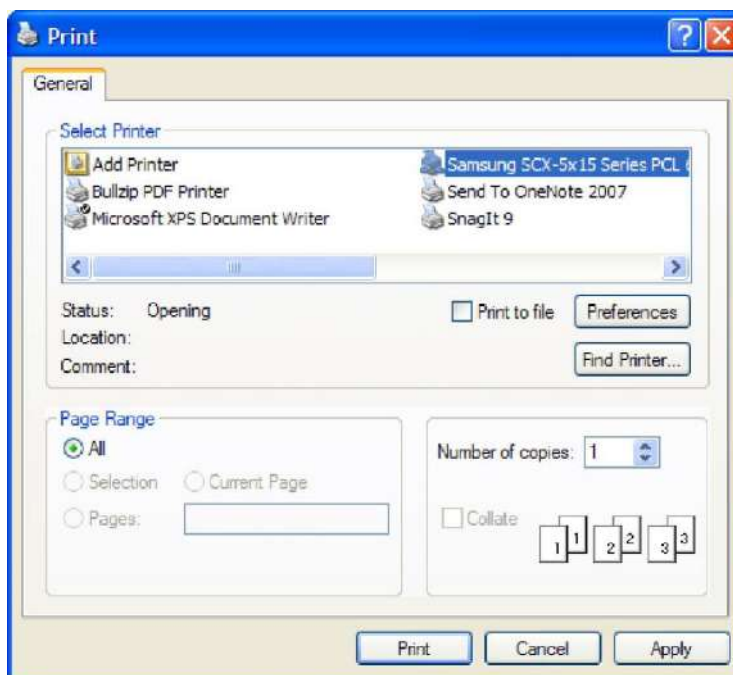 Print
General
Select Printer
Add Printer
Samsung SCX-5x15 Series PCL
Bullzip PDF Printer
Send To OneNote 2007
Microsoft XPS Document Writer
SnagIt 9
Status: Opening
Print to file
Preferences
Location:
Comment:
Find Printer...
Page Range
All
Selection
Current Page
Pages:
Number of copies: 1
Collate
1 1 2 2 3 3
Print
Cancel
Apply